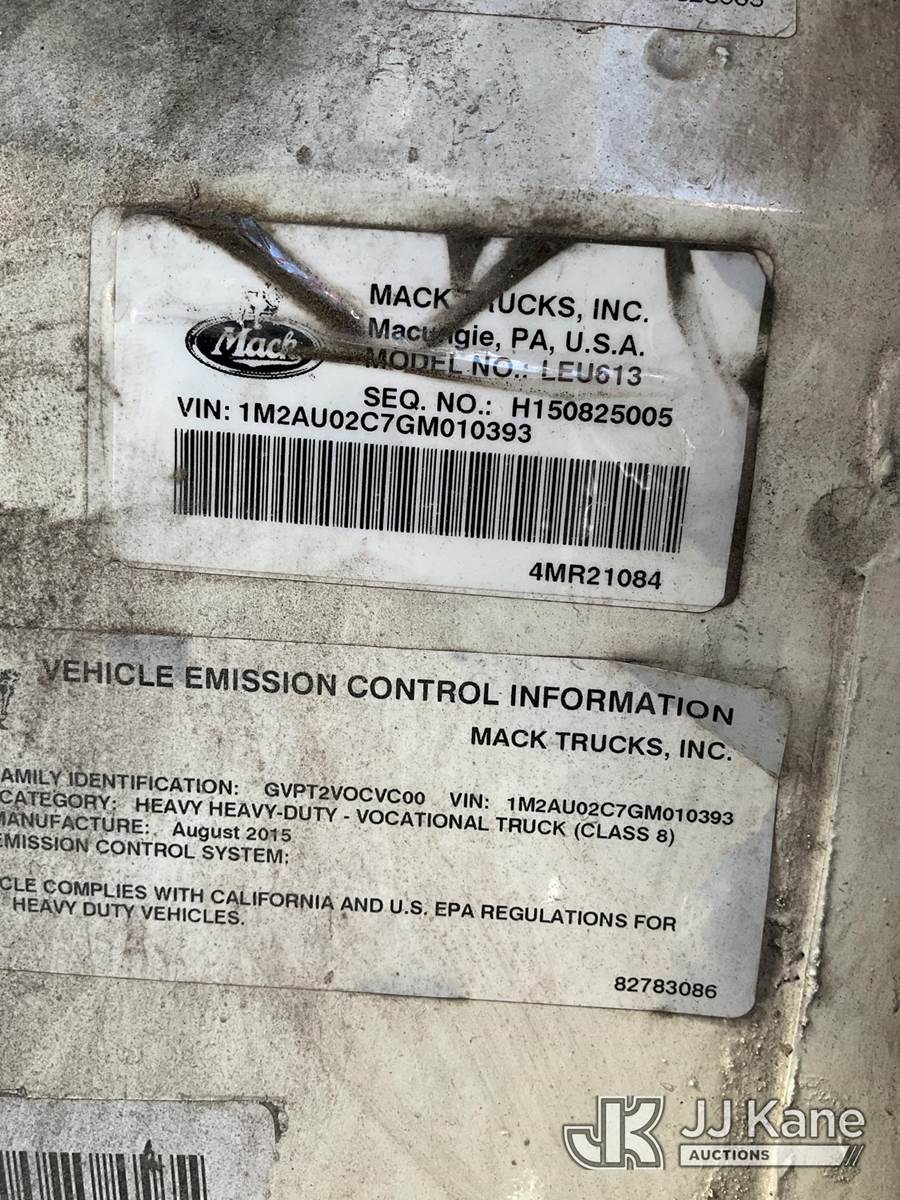 MACK TRUCKS, INC.
Macungie, PA, U.S.A.
Mack
MODEL NO.: LEU613
SEQ. NO.: H150825005
VIN: 1M2AU02C7GM010393
4MR21084
VEHICLE EMISSION CONTROL INFORMATION
MACK TRUCKS, INC.
AMILY IDENTIFICATION: GVPT2VOCVC00 VIN: 1M2AU02C7GM010393
CATEGORY: HEAVY HEAVY-DUTY - VOCATIONAL TRUCK (CLASS 8)
MANUFACTURE: August 2015
EMISSION CONTROL SYSTEM:
CLE COMPLIES WITH CALIFORNIA AND U.S. EPA REGULATIONS FOR
HEAVY DUTY VEHICLES.
82783086
JK JJ Kane
AUCTIONS